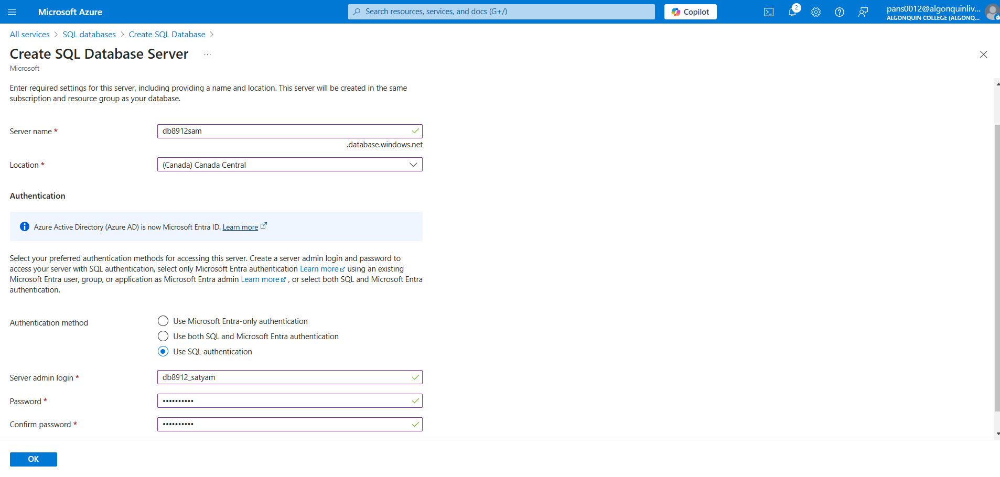 Microsoft Azure
Search resources, services, and docs (G+/)
Copilot
2
pans0012@algonquinliv...
ALGONQUIN COLLEGE (ALGONQ...
All services > SQL databases > Create SQL Database >
Create SQL Database Server ...
Microsoft
Enter required settings for this server, including providing a name and location. This server will be created in the same
subscription and resource group as your database.
Server name *
db8912sam
.database.windows.net
Location *
(Canada) Canada Central
Authentication
Azure Active Directory (Azure AD) is now Microsoft Entra ID. Learn more
Select your preferred authentication methods for accessing this server. Create a server admin login and password to
access your server with SQL authentication, select only Microsoft Entra authentication Learn more using an existing
Microsoft Entra user, group, or application as Microsoft Entra admin Learn more , or select both SQL and Microsoft Entra
authentication.
Authentication method
Use Microsoft Entra-only authentication
Use both SQL and Microsoft Entra authentication
Use SQL authentication
Server admin login *
db8912_satyam
Password *
••••••••••
Confirm password *
••••••••••
OK